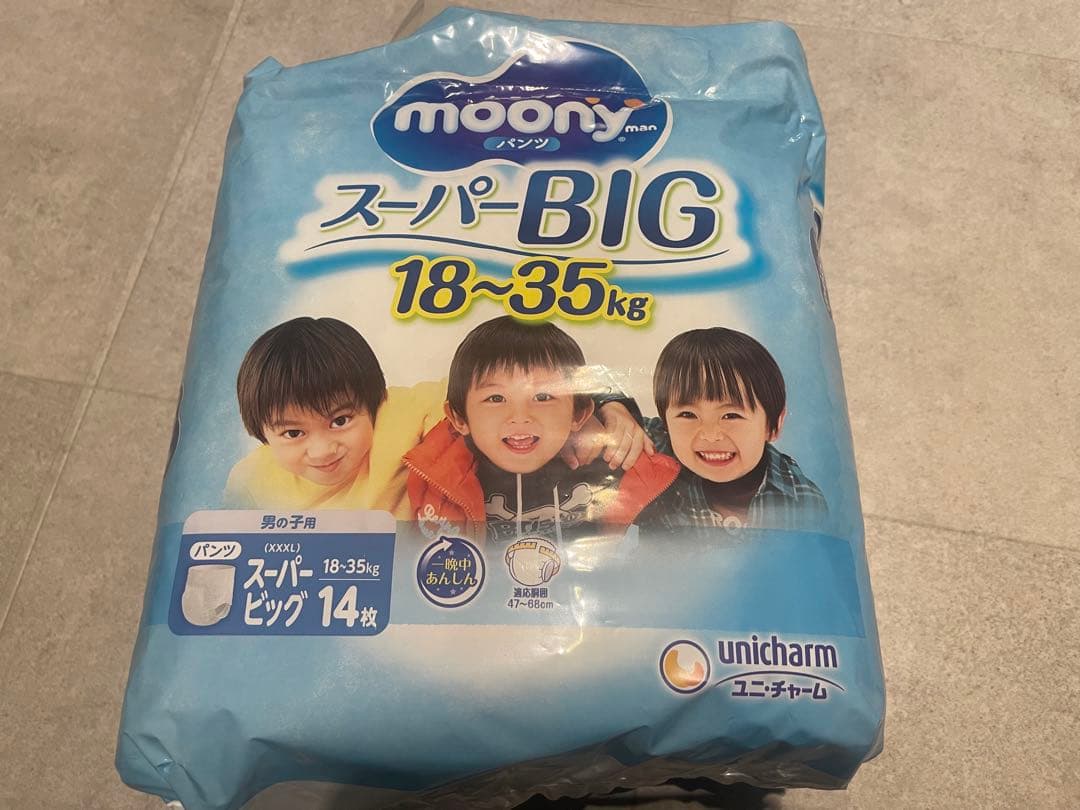 moony man
パンツ
スーパーBIG
18~35kg
男の子用
パンツ
(XXXL)
スーパー
ビッグ
18~35kg
14枚
一晩中
あんしん
適応胴囲
47~68cm
unicharm
ユニ・チャーム